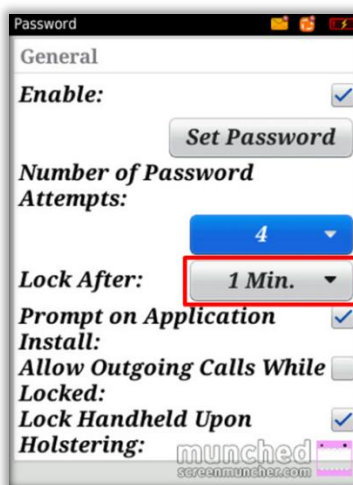 Password
General
Enable:
Set Password
Number of Password
Attempts:
4
Lock After:
1 Min.
Prompt on Application
Install:
Allow Outgoing Calls While
Locked:
Lock Handheld Upon
Holstering:
munched
screenmuncher.com